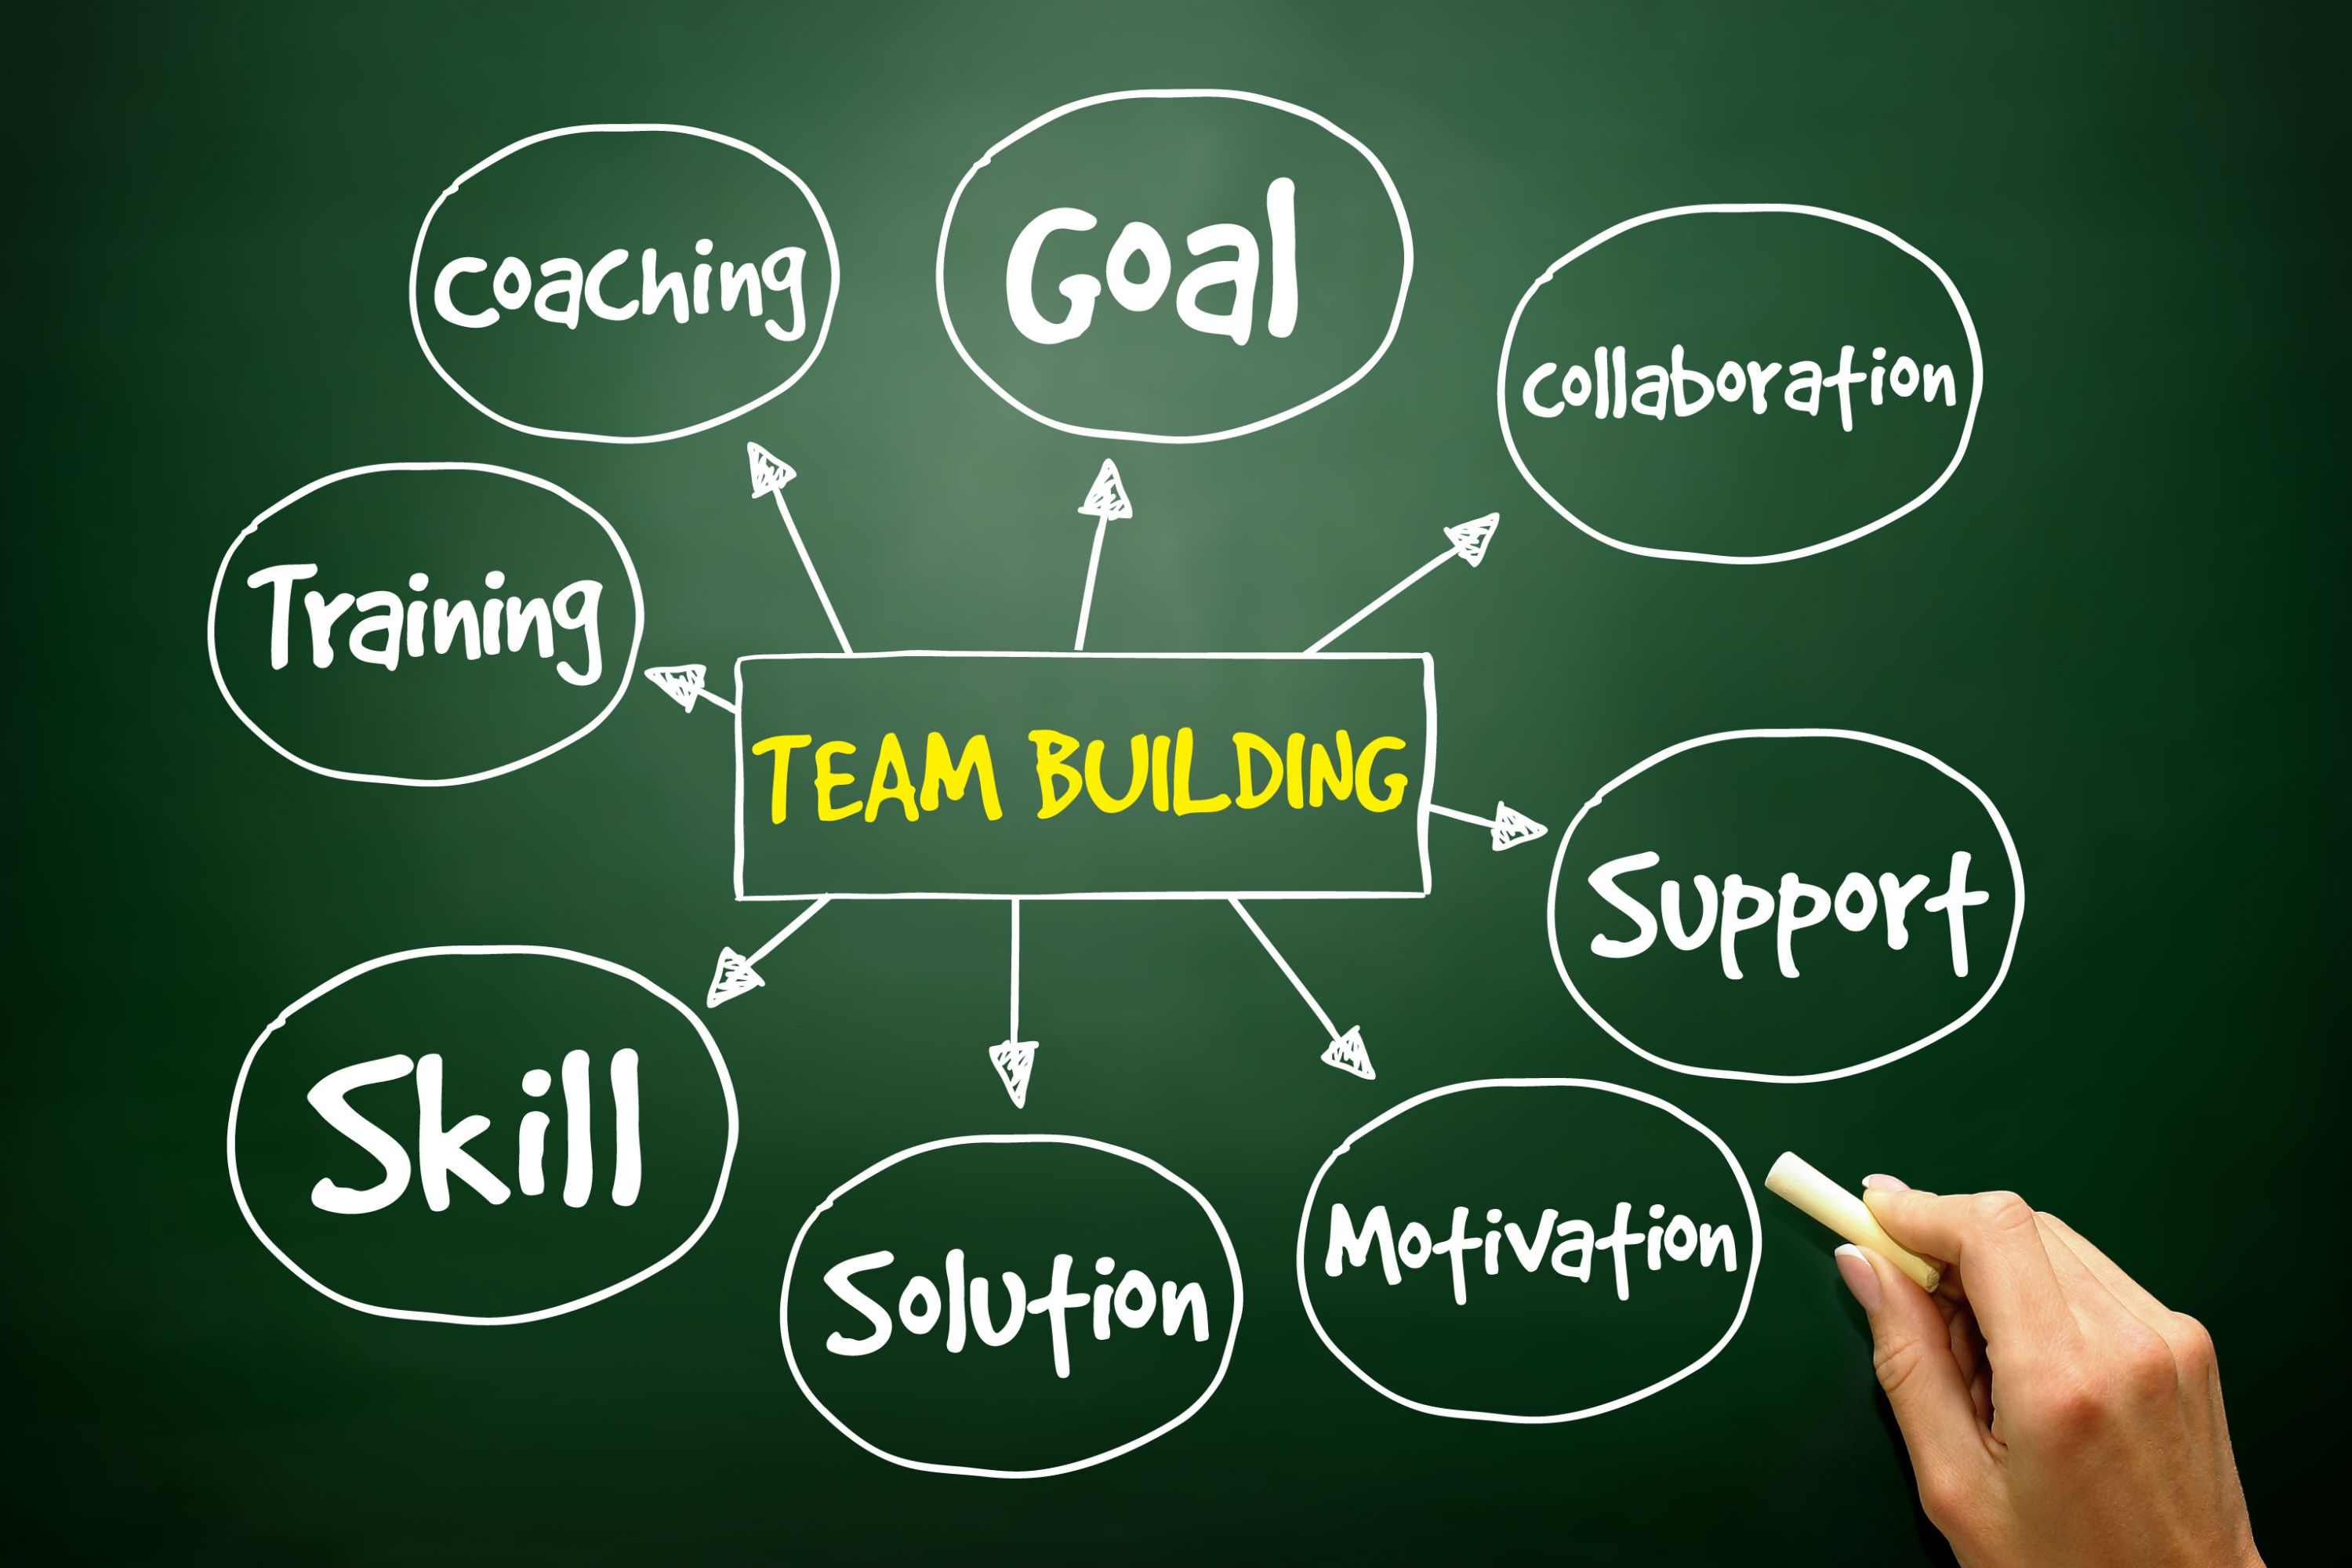 Coaching
Goal
Collaboration
Training
TEAM BUILDING
Support
Skill
Solution
Motivation